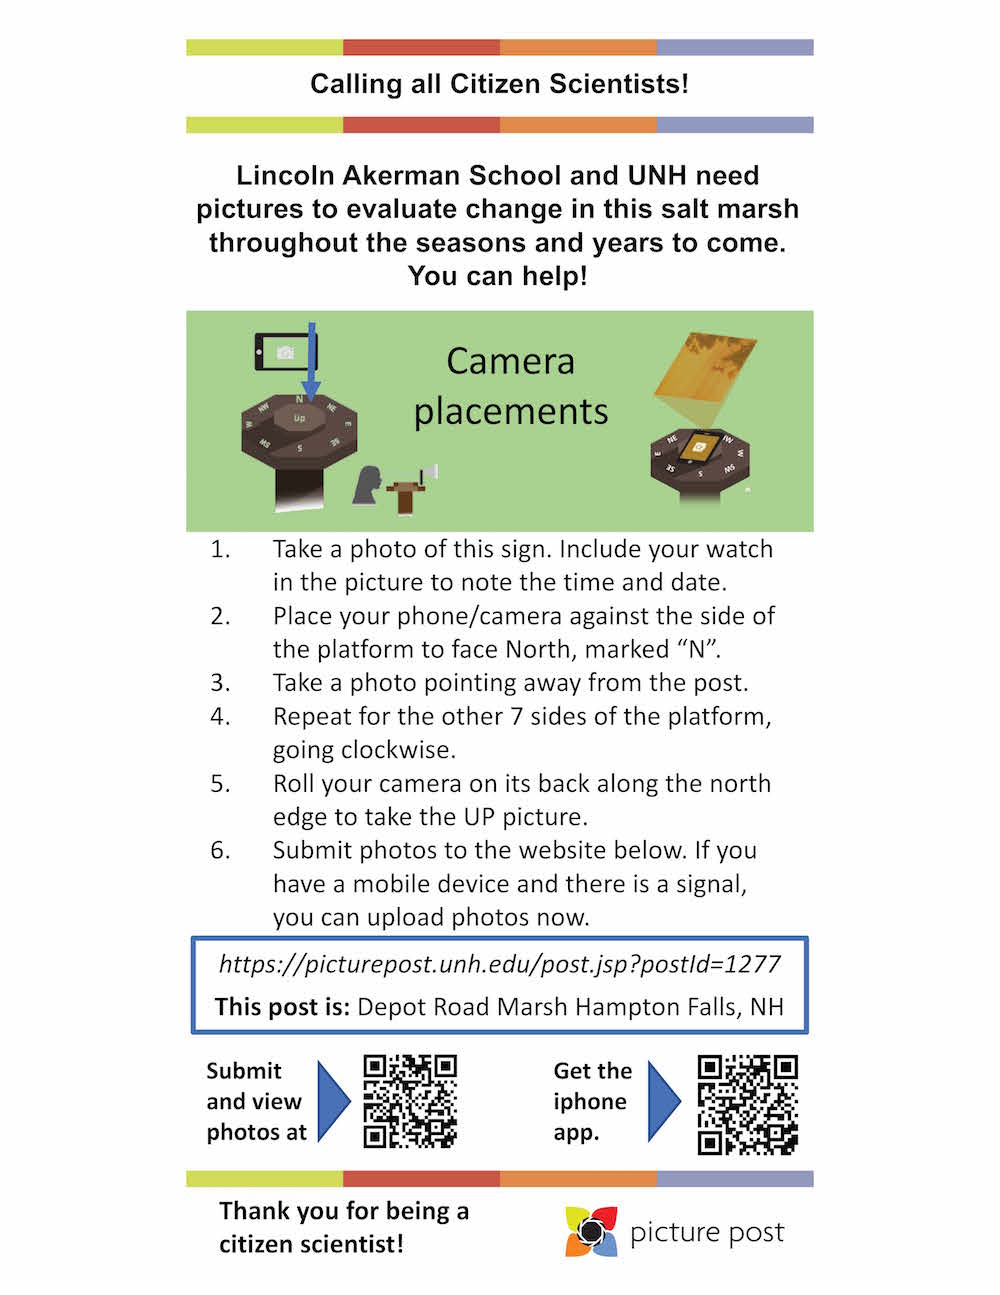 Calling all Citizen Scientists!
Lincoln Akerman School and UNH need
pictures to evaluate change in this salt marsh
throughout the seasons and years to come.
You can help!
Camera
placements
N
NW
NE
W
Up
E
SW
SE
S
NE
NW
E
W
SE
SW
S
1. Take a photo of this sign. Include your watch
in the picture to note the time and date.
2. Place your phone/camera against the side of
the platform to face North, marked “N”.
3. Take a photo pointing away from the post.
4. Repeat for the other 7 sides of the platform,
going clockwise.
5. Roll your camera on its back along the north
edge to take the UP picture.
6. Submit photos to the website below. If you
have a mobile device and there is a signal,
you can upload photos now.
https://picturepost.unh.edu/post.jsp?postId=1277
This post is: Depot Road Marsh Hampton Falls, NH
Submit
and view
photos at
Get the
iphone
app.
Thank you for being a
citizen scientist!
picture post